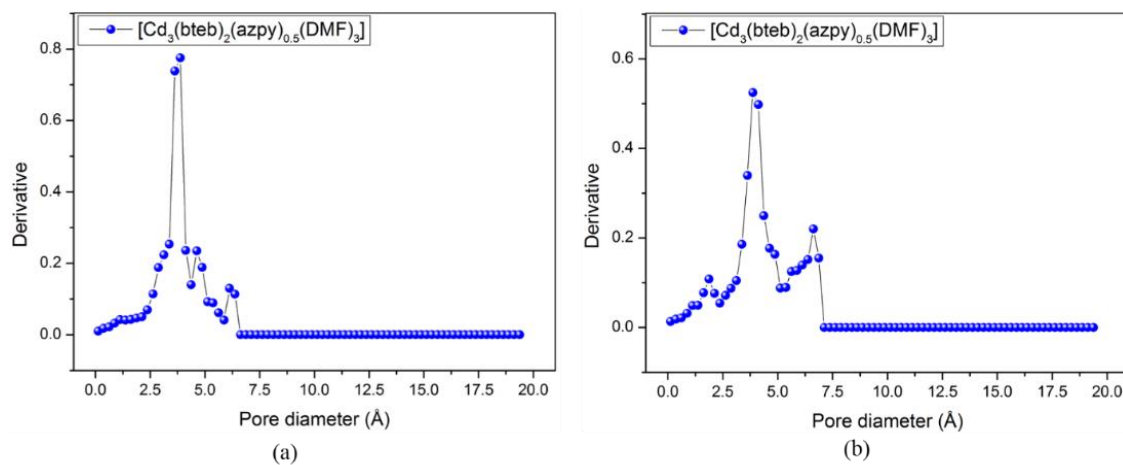 [Cd3(bteb)2(azpy)0.5(DMF)3]
0.8
0.6
0.4
0.2
0.0
Derivative
0.0 2.5 5.0 7.5 10.0 12.5 15.0 17.5 20.0
Pore diameter (Å)
(a)
[Cd3(bteb)2(azpy)0.5(DMF)3]
0.6
0.4
0.2
0.0
Derivative
0.0 2.5 5.0 7.5 10.0 12.5 15.0 17.5 20.0
Pore diameter (Å)
(b)